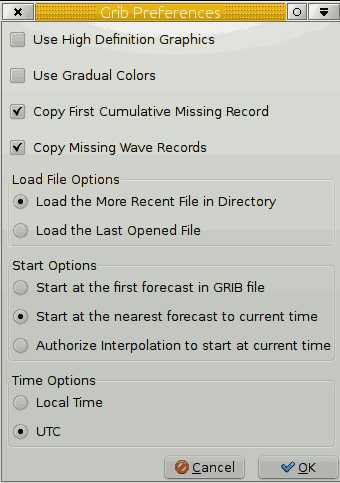 Grib Preferences
Use High Definition Graphics
Use Gradual Colors
Copy First Cumulative Missing Record
Copy Missing Wave Records
Load File Options
Load the More Recent File in Directory
Load the Last Opened File
Start Options
Start at the first forecast in GRIB file
Start at the nearest forecast to current time
Authorize Interpolation to start at current time
Time Options
Local Time
UTC
Cancel OK